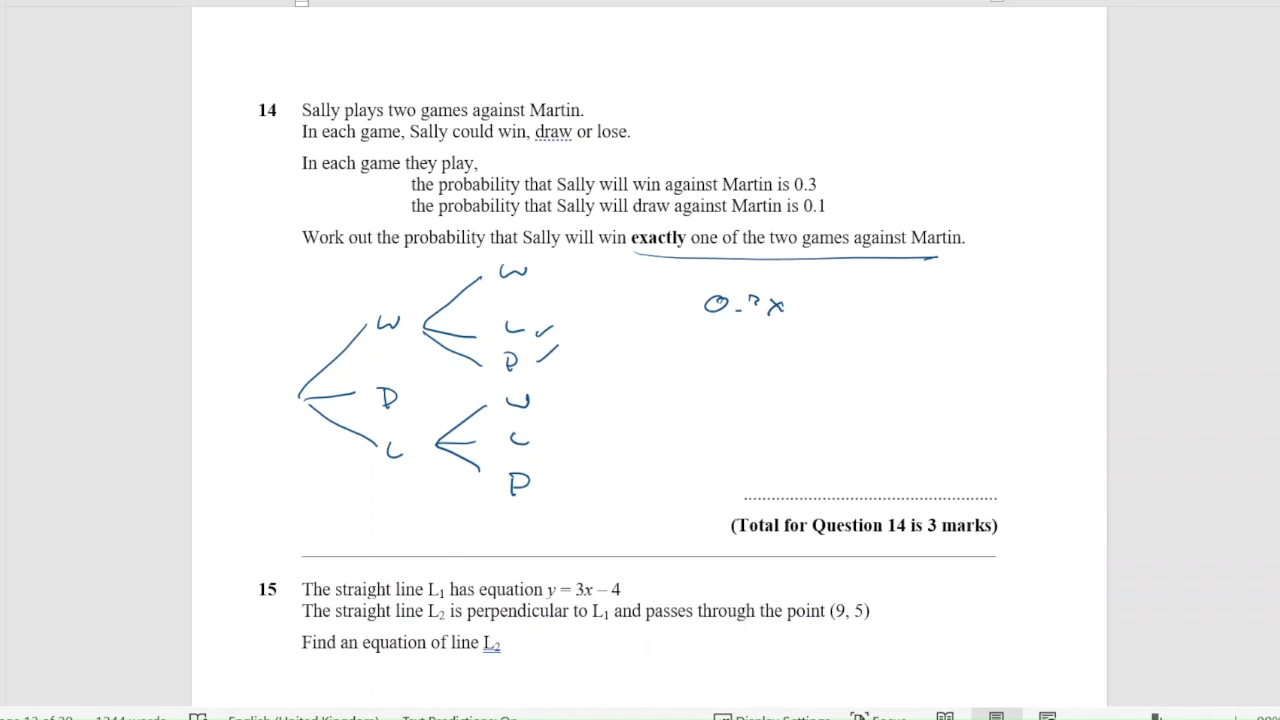 14 Sally plays two games against Martin.
In each game, Sally could win, draw or lose.
In each game they play,
the probability that Sally will win against Martin is 0.3
the probability that Sally will draw against Martin is 0.1
Work out the probability that Sally will win exactly one of the two games against Martin.
W
W
L ✓
D
0.3x
D
W
L
L
D
(Total for Question 14 is 3 marks)
15 The straight line L1 has equation y = 3x – 4
The straight line L2 is perpendicular to L1 and passes through the point (9, 5)
Find an equation of line L2